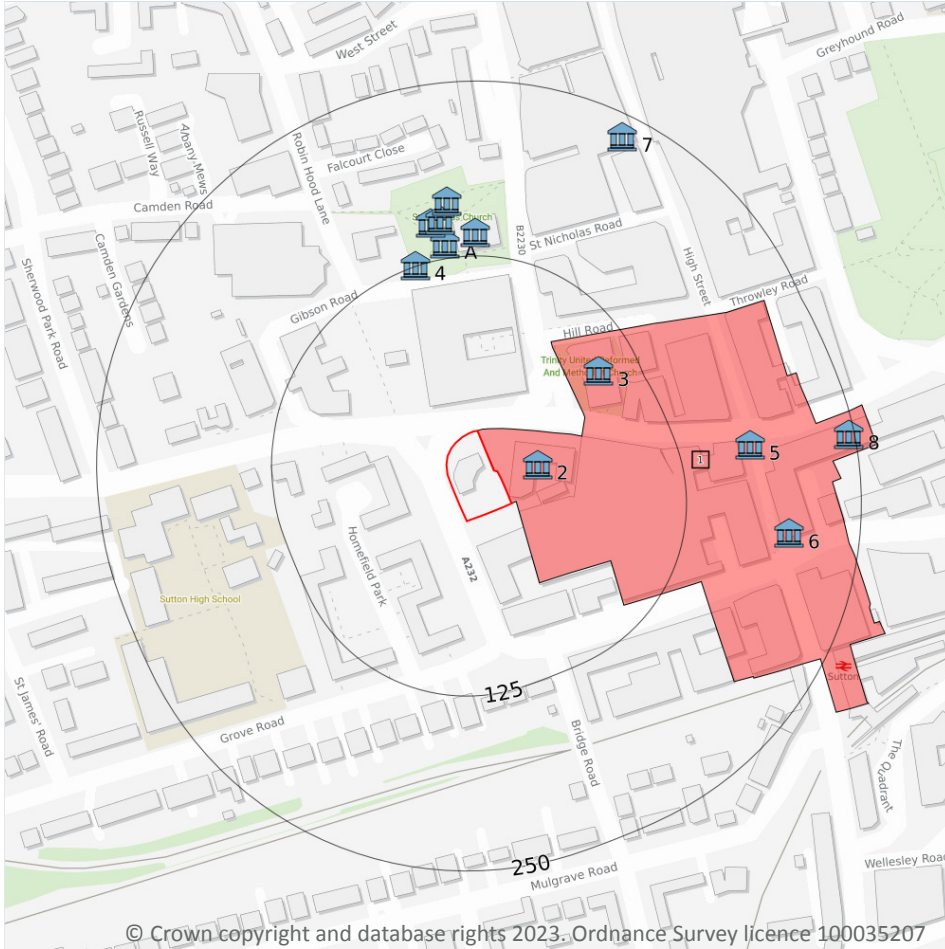 West Street
Greyhound Road
Russell Way
Albany Mews
Robin Hood Lane
Falcourt Close
7
Camden Road
Church
A
B2230
St Nicholas Road
4
Camden Gardens
Sherwood Park Road
Gibson Road
High Street
Throwley Road
Hill Road
Trinity United Reformed
And Methodist Church
3
8
5
1
2
6
Homefield Park
A232
Sutton High School
Sutton
125
St James' Road
Grove Road
Bridge Road
The Quadrant
250
Mulgrave Road
Wellesley Road
© Crown copyright and database rights 2023. Ordnance Survey licence 100035207